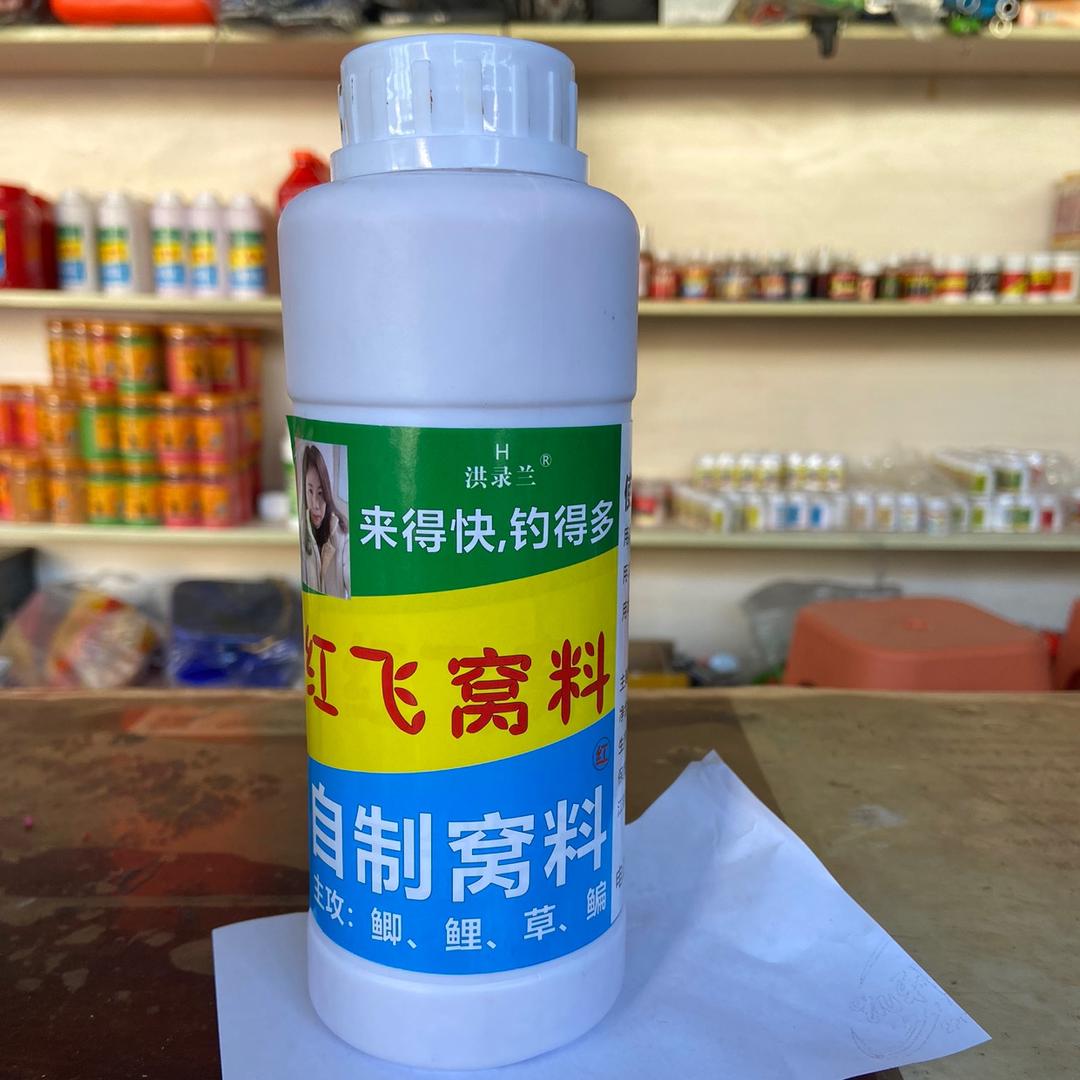 H
洪录兰®
来得快,钓得多
红飞窝料
红
自制窝料
主攻：鲫、鲤、草、鳊